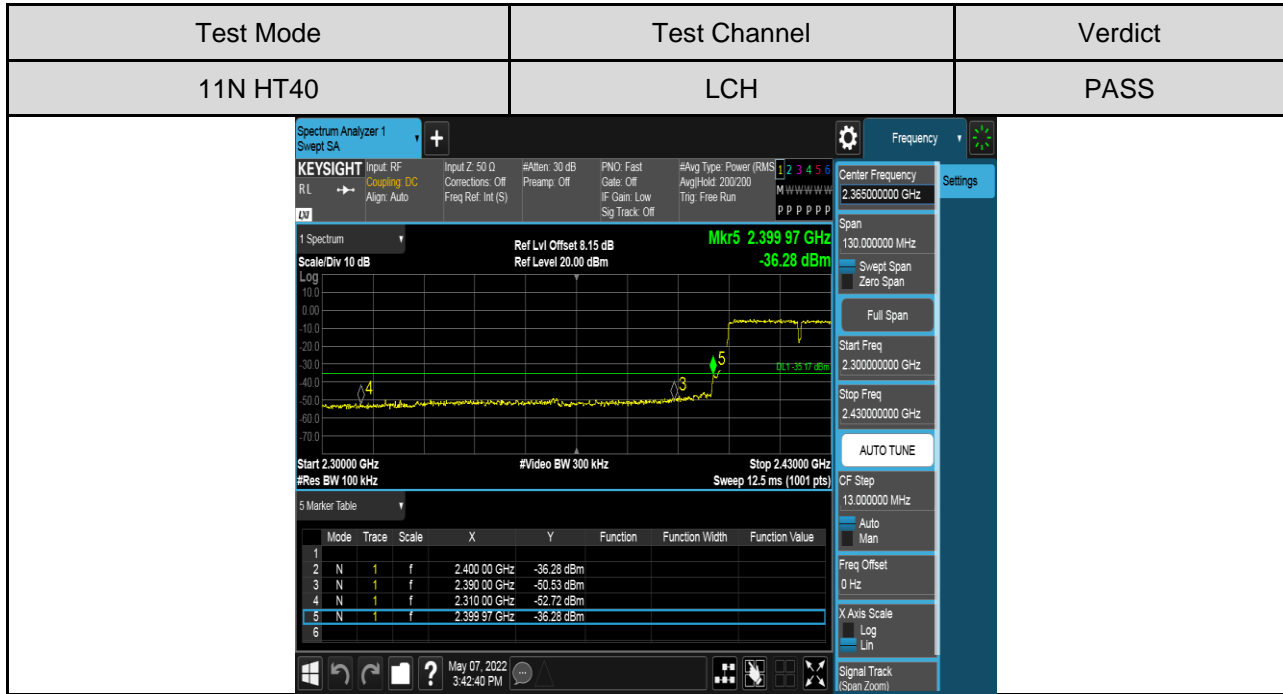 Test Mode Test Channel Verdict
11N HT40 LCH PASS
Spectrum Analyzer 1
Swept SA
+
Frequency
KEYSIGHT Input: RF Input Z: 50 Ω #Atten: 30 dB PNO: Fast #Avg Type: Power (RMS 1 2 3 4 5 6
RL Coupling: DC Corrections: Off Preamp: Off Gate: Off Avg|Hold: 200/200 M W W W W W
Align: Auto Freq Ref: Int (S) IF Gain: Low Trig: Free Run
LXI Sig Track: Off P P P P P P
1 Spectrum
Ref Lvl Offset 8.15 dB Mkr5 2.399 97 GHz
Scale/Div 10 dB Ref Level 20.00 dBm -36.28 dBm
Log
10.0
0.00
-10.0
-20.0
-30.0
-40.0
-50.0
-60.0
-70.0
4
3
5
DL1 -35.17 dBm
Start 2.30000 GHz #Video BW 300 kHz Stop 2.43000 GHz
#Res BW 100 kHz Sweep 12.5 ms (1001 pts)
5 Marker Table
Mode Trace Scale X Y Function Function Width Function Value
1
2 N 1 f 2.400 00 GHz -36.28 dBm
3 N 1 f 2.390 00 GHz -50.53 dBm
4 N 1 f 2.310 00 GHz -52.72 dBm
5 N 1 f 2.399 97 GHz -36.28 dBm
6
? May 07, 2022
3:42:40 PM
Center Frequency
2.365000000 GHz
Settings
Span
130.000000 MHz
Swept Span
Zero Span
Full Span
Start Freq
2.300000000 GHz
Stop Freq
2.430000000 GHz
AUTO TUNE
CF Step
13.000000 MHz
Auto
Man
Freq Offset
0 Hz
X Axis Scale
Log
Lin
Signal Track
(Span Zoom)